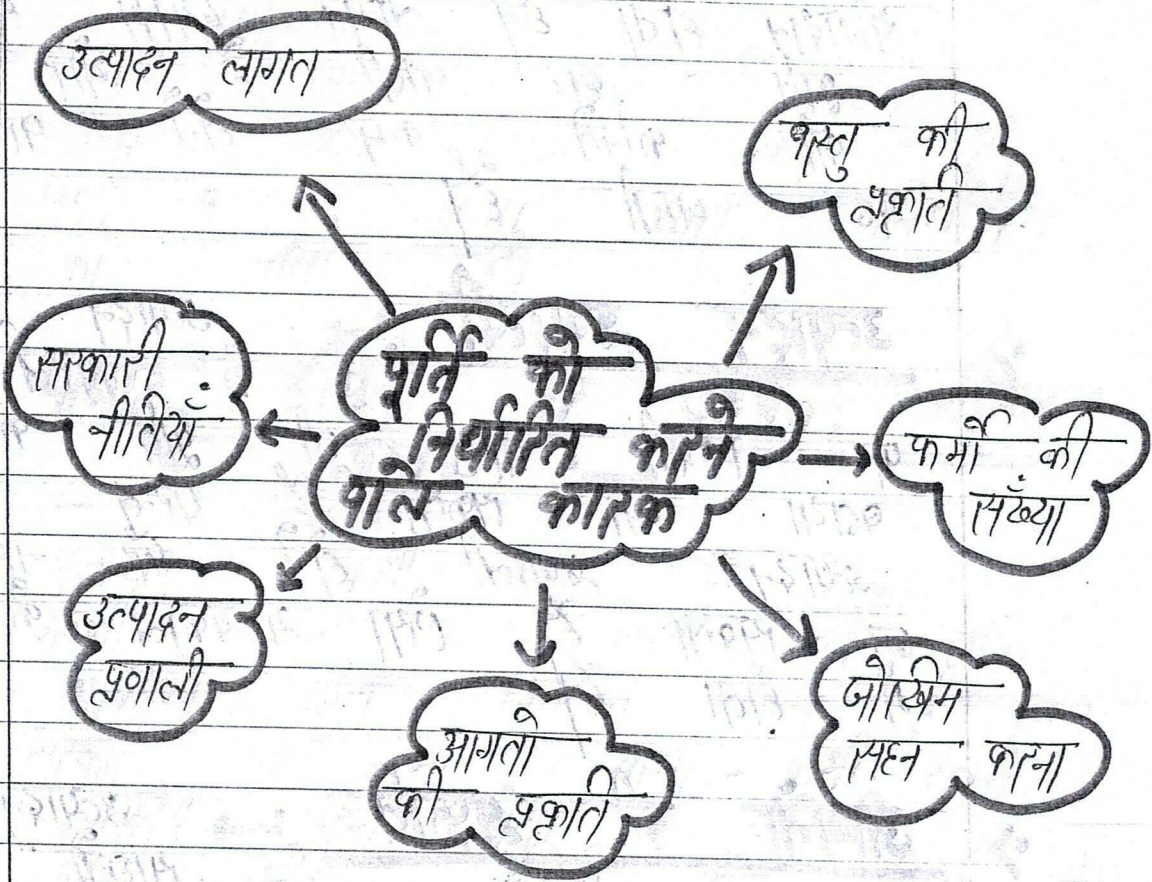 उत्पादन लागत
वस्तु की
प्रकृति
पूर्ति को
निर्धारित करने
वाले कारक
सरकारी
नीतियाँ
फर्मो की
सँख्या
उत्पादन
प्रणाली
आगतो
की प्रकृति
जोखिम
सहन करना